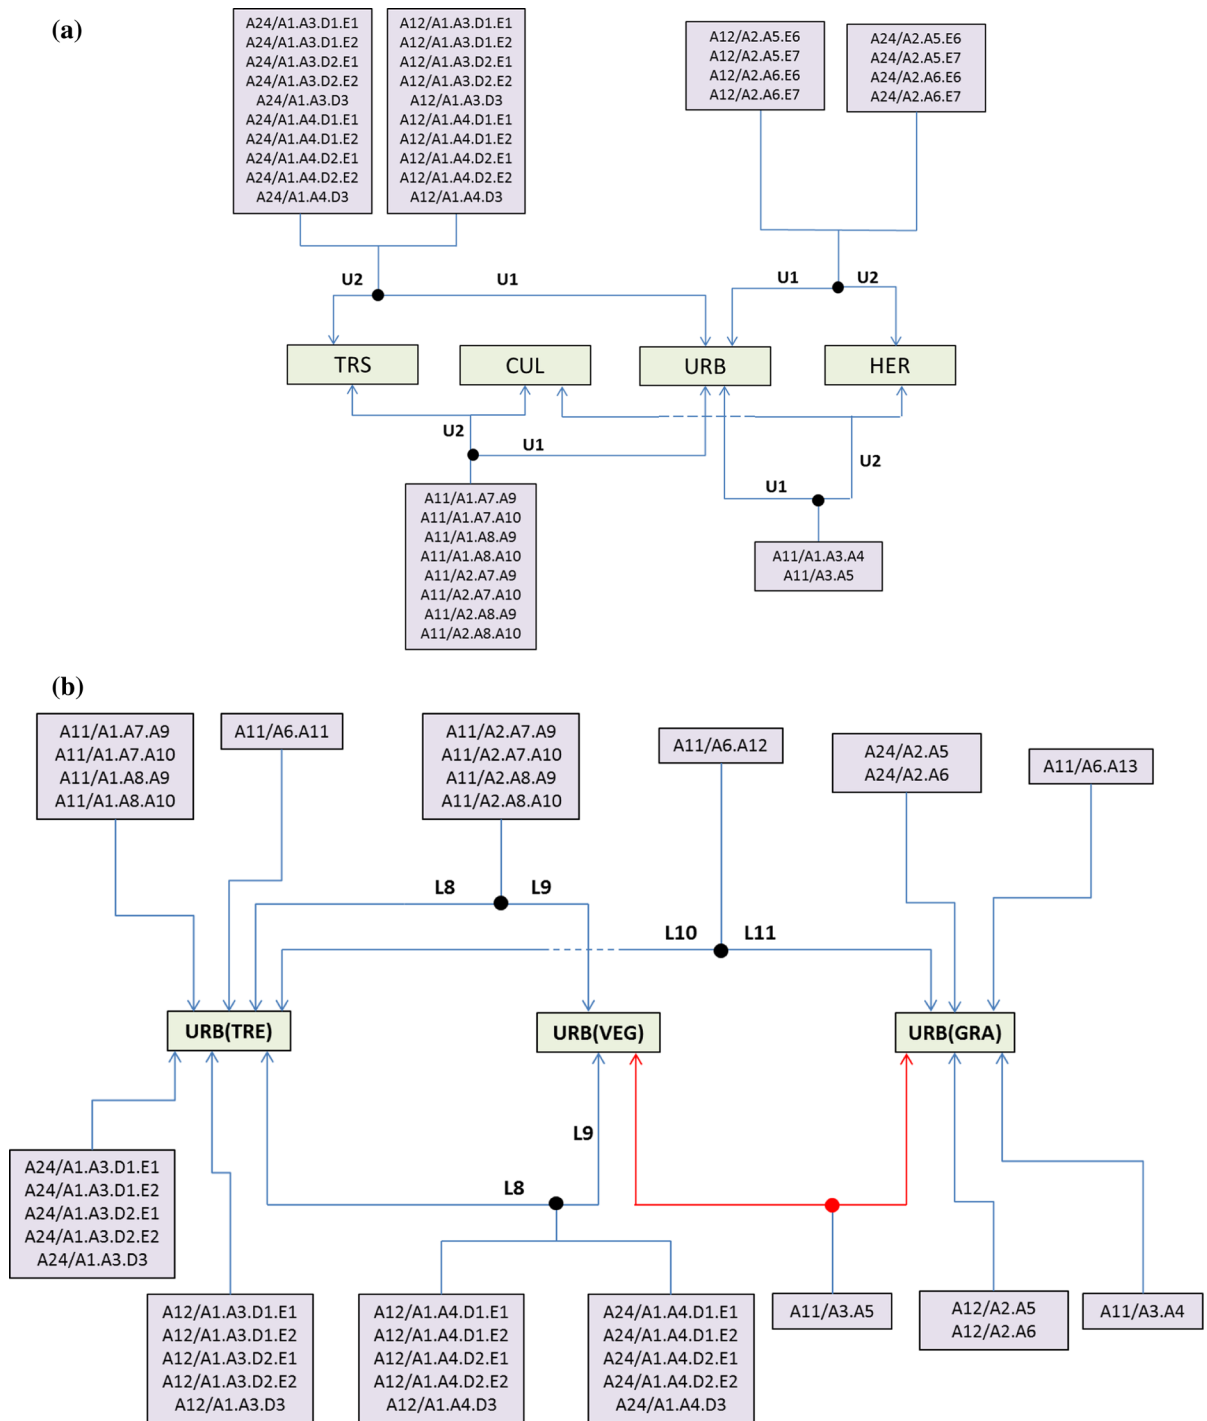 (a)
A24/A1.A3.D1.E1
A24/A1.A3.D1.E2
A24/A1.A3.D2.E1
A24/A1.A3.D2.E2
A24/A1.A3.D3
A24/A1.A4.D1.E1
A24/A1.A4.D1.E2
A24/A1.A4.D2.E1
A24/A1.A4.D2.E2
A24/A1.A4.D3
A12/A1.A3.D1.E1
A12/A1.A3.D1.E2
A12/A1.A3.D2.E1
A12/A1.A3.D2.E2
A12/A1.A3.D3
A12/A1.A4.D1.E1
A12/A1.A4.D1.E2
A12/A1.A4.D2.E1
A12/A1.A4.D2.E2
A12/A1.A4.D3
A12/A2.A5.E6
A12/A2.A5.E7
A12/A2.A6.E6
A12/A2.A6.E7
A24/A2.A5.E6
A24/A2.A5.E7
A24/A2.A6.E6
A24/A2.A6.E7
U2
U1
U1
U2
TRS
CUL
URB
HER
U2
U1
U2
U1
A11/A1.A7.A9
A11/A1.A7.A10
A11/A1.A8.A9
A11/A1.A8.A10
A11/A2.A7.A9
A11/A2.A7.A10
A11/A2.A8.A9
A11/A2.A8.A10
A11/A1.A3.A4
A11/A3.A5
(b)
A11/A1.A7.A9
A11/A1.A7.A10
A11/A1.A8.A9
A11/A1.A8.A10
A11/A6.A11
A11/A2.A7.A9
A11/A2.A7.A10
A11/A2.A8.A9
A11/A2.A8.A10
A11/A6.A12
A24/A2.A5
A24/A2.A6
A11/A6.A13
L8
L9
L10
L11
URB(TRE)
URB(VEG)
URB(GRA)
L9
L8
A24/A1.A3.D1.E1
A24/A1.A3.D1.E2
A24/A1.A3.D2.E1
A24/A1.A3.D2.E2
A24/A1.A3.D3
A12/A1.A3.D1.E1
A12/A1.A3.D1.E2
A12/A1.A3.D2.E1
A12/A1.A3.D2.E2
A12/A1.A3.D3
A12/A1.A4.D1.E1
A12/A1.A4.D1.E2
A12/A1.A4.D2.E1
A12/A1.A4.D2.E2
A12/A1.A4.D3
A24/A1.A4.D1.E1
A24/A1.A4.D1.E2
A24/A1.A4.D2.E1
A24/A1.A4.D2.E2
A24/A1.A4.D3
A11/A3.A5
A12/A2.A5
A12/A2.A6
A11/A3.A4